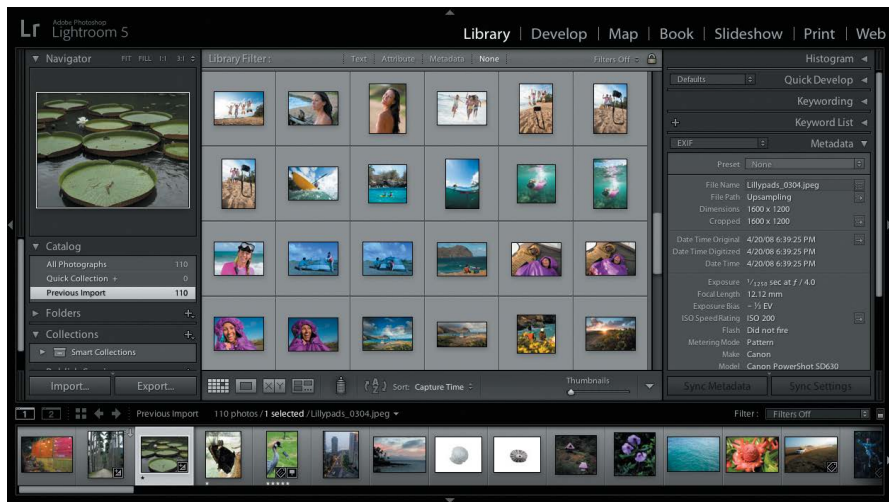 Lr Adobe Photoshop
Lightroom 5
Library | Develop | Map | Book | Slideshow | Print | Web
Navigator FIT FILL 1:1 3:1
Library Filter: Text | Attribute | Metadata | None Filters Off
Histogram
Defaults Quick Develop
Keywording
+ Keyword List
EXIF Metadata
Preset None
File Name Lillypads_0304.jpeg
File Path Upsampling
Dimensions 1600 x 1200
Cropped 1600 x 1200
Date Time Original 4/20/08 6:39:25 PM
Date Time Digitized 4/20/08 6:39:25 PM
Date Time 4/20/08 6:39:25 PM
Exposure sec at f / 4.0
Focal Length 12.12 mm
Exposure Bias - ⅓ EV
ISO Speed Rating ISO 200
Flash Did not fire
Metering Mode Pattern
Make Canon
Model Canon PowerShot SD630
Catalog
All Photographs 110
Quick Collection + 0
Previous Import 110
Folders +
Collections +
Smart Collections
Import... Export...
XY Sort: Capture Time Thumbnails
Sync Metadata Sync Settings
1 2 Previous Import 110 photos / 1 selected / Lillypads_0304.jpeg Filter: Filters Off